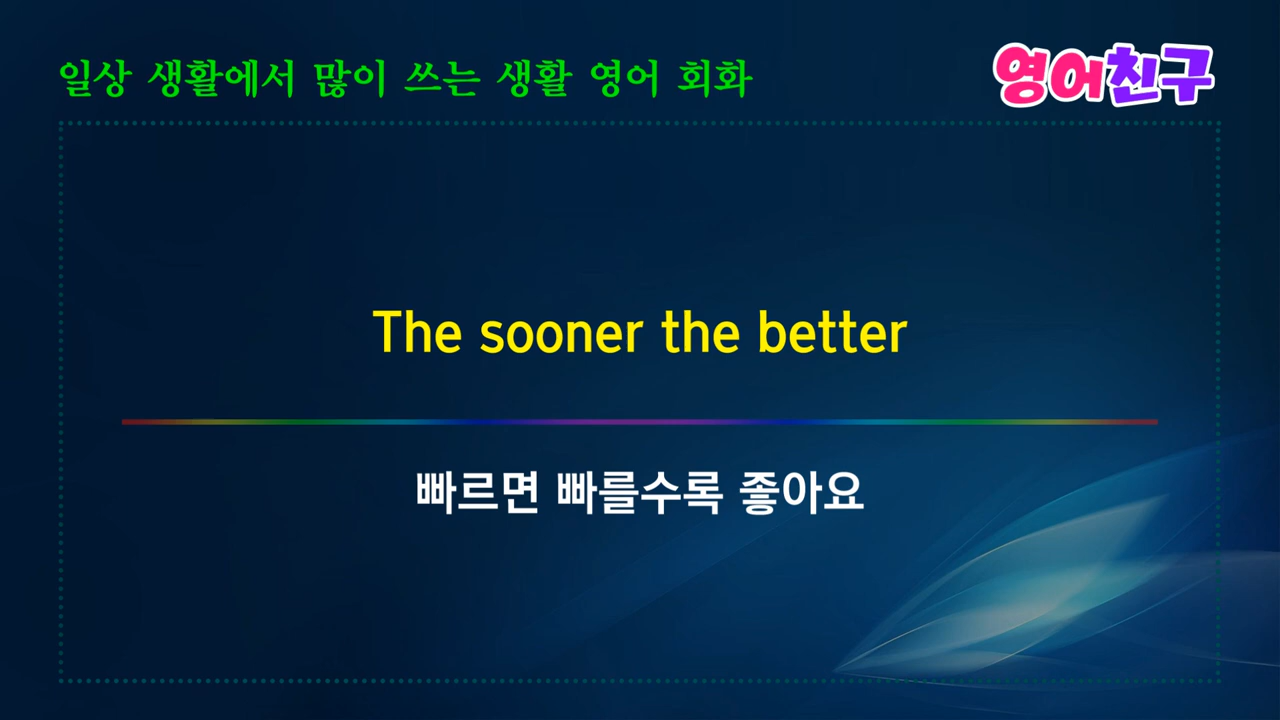 일상 생활에서 많이 쓰는 생활 영어 회화
영어친구
The sooner the better
빠르면 빠를수록 좋아요